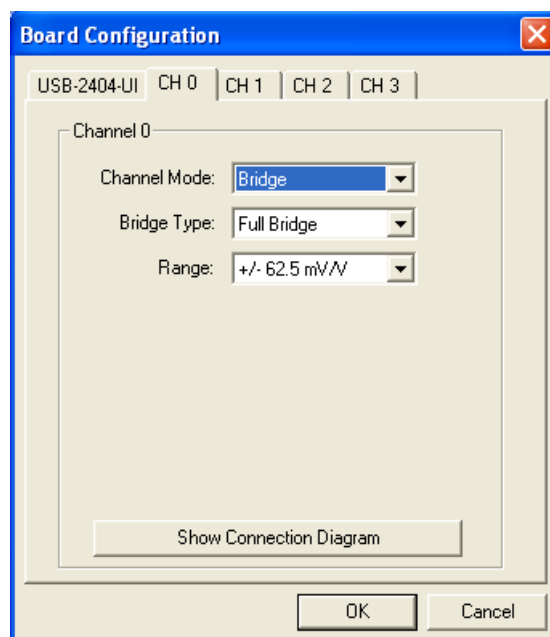 Board Configuration
USB-2404-UI CH 0 CH 1 CH 2 CH 3
Channel 0
Channel Mode: Bridge
Bridge Type: Full Bridge
Range: +/- 62.5 mV/V
Show Connection Diagram
OK Cancel